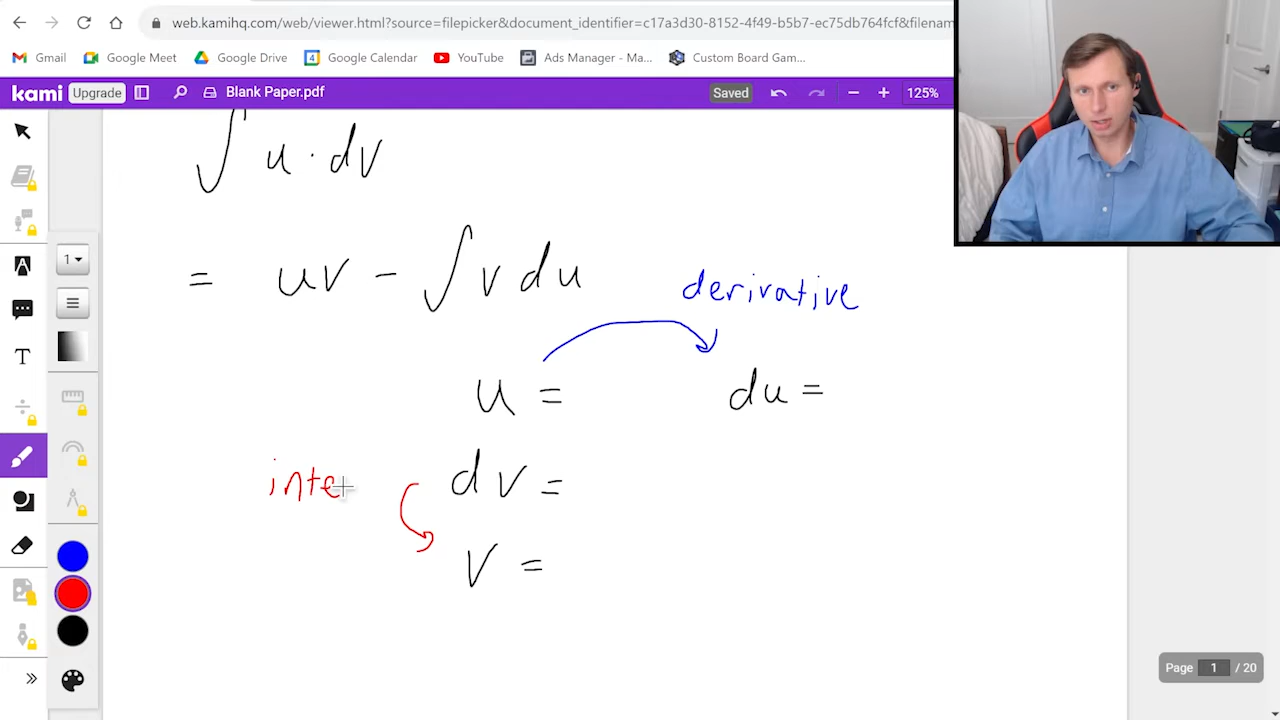 web.kamihq.com/web/viewer.html?source=filepicker&document_identifier=c17a3d30-8152-4f49-b5b7-ec75db764fcf&filenam
Gmail Google Meet Google Drive 4 Google Calendar YouTube Ads Manager - Ma... Custom Board Gam...
kami Upgrade Blank Paper.pdf Saved 125%
∫ u · dv
= uv - ∫ v du
derivative
u = du =
inte dv =
v =
1
T
Page 1 / 20